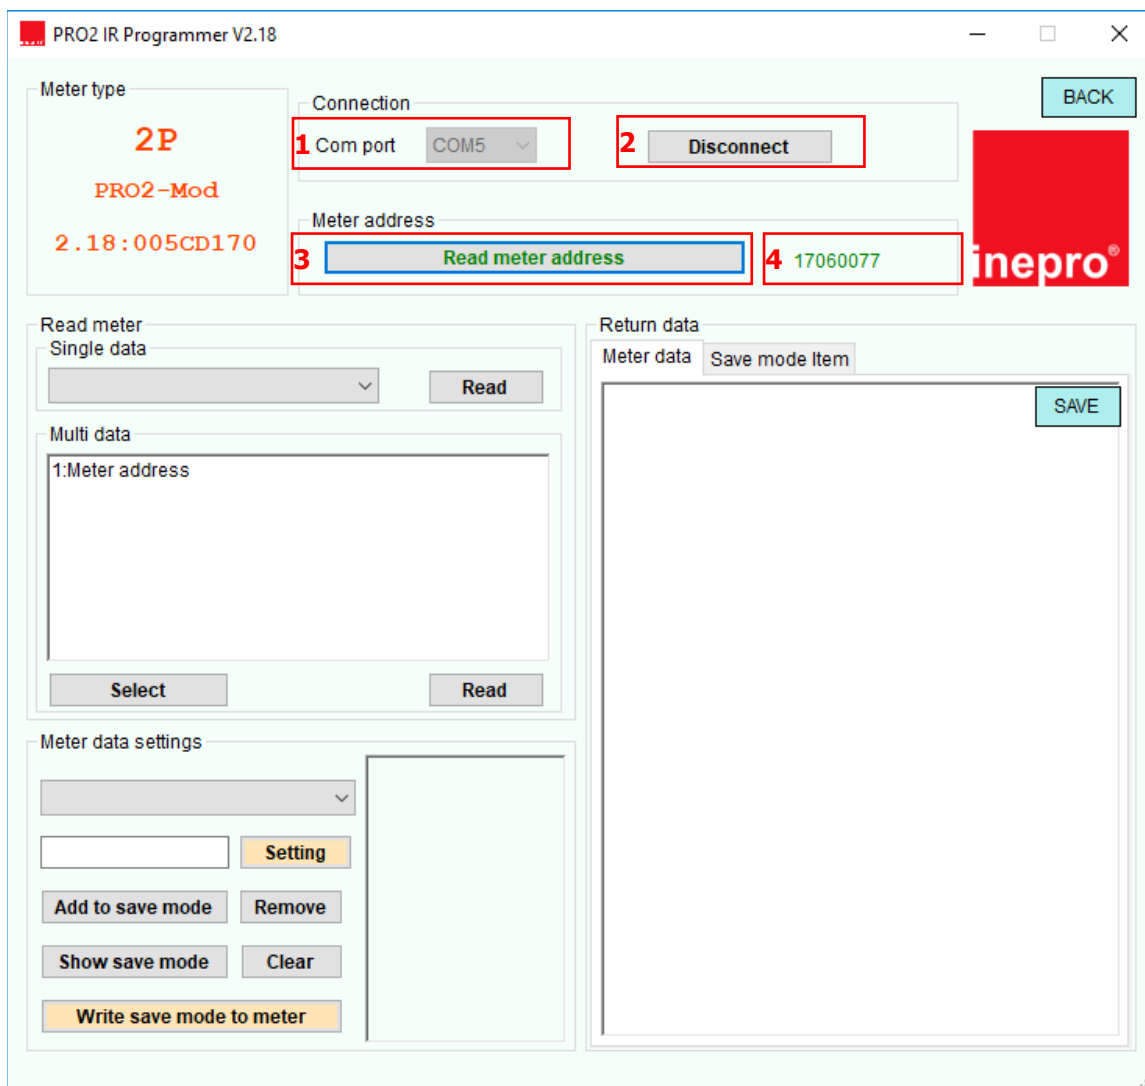 PRO2 IR Programmer V2.18
BACK
Meter type
2P
PRO2-Mod
2.18:005CD170
Connection
1 Com port COM5
2 Disconnect
Meter address
3 Read meter address
4 17060077
inepro®
Read meter
Single data
Read
Multi data
1:Meter address
Select Read
Return data
Meter data Save mode Item
SAVE
Meter data settings
Setting
Add to save mode Remove
Show save mode Clear
Write save mode to meter